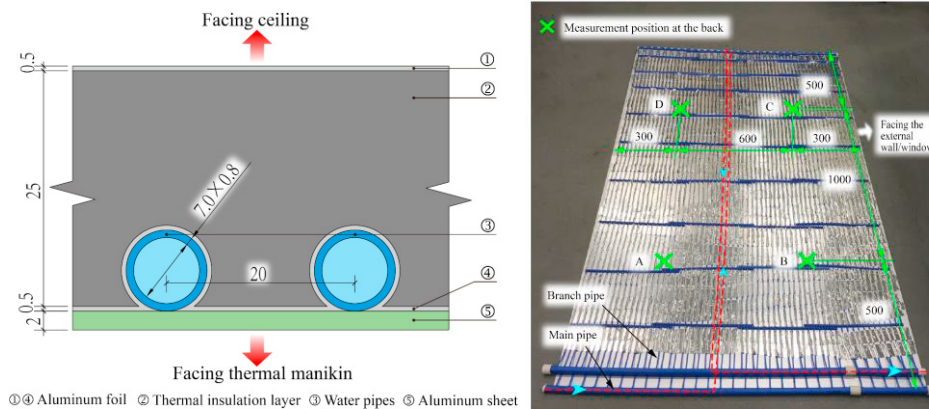 Facing ceiling
0.5
25
0.5
2
7.0×0.8
20
①
②
③
④
⑤
Facing thermal manikin
①④ Aluminum foil ② Thermal insulation layer ③ Water pipes ⑤ Aluminum sheet
Measurement position at the back
500
D
C
300
600
300
Facing the
external
wall/window
1000
A
B
Branch pipe
500
Main pipe